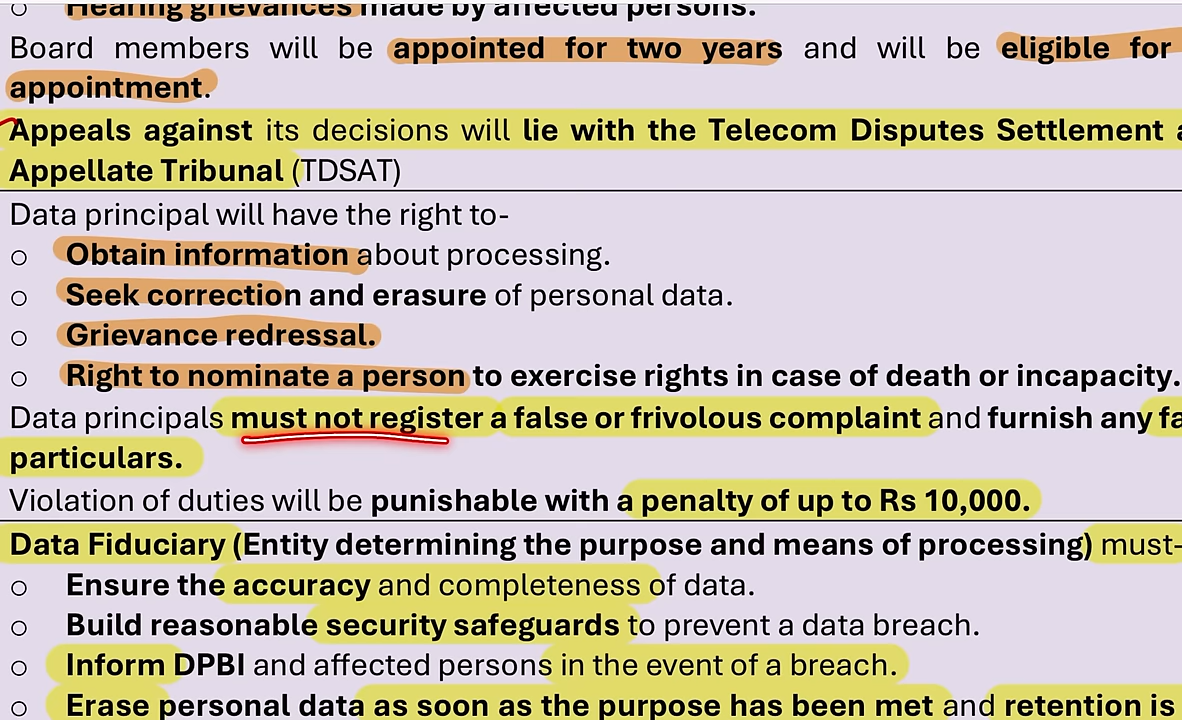 ○ Hearing grievances made by affected persons.
Board members will be appointed for two years and will be eligible for
appointment.
Appeals against its decisions will lie with the Telecom Disputes Settlement
Appellate Tribunal (TDSAT)
Data principal will have the right to-
○ Obtain information about processing.
○ Seek correction and erasure of personal data.
○ Grievance redressal.
○ Right to nominate a person to exercise rights in case of death or incapacity.
Data principals must not register a false or frivolous complaint and furnish any fa
particulars.
Violation of duties will be punishable with a penalty of up to Rs 10,000.
Data Fiduciary (Entity determining the purpose and means of processing) must-
○ Ensure the accuracy and completeness of data.
○ Build reasonable security safeguards to prevent a data breach.
○ Inform DPBI and affected persons in the event of a breach.
○ Erase personal data as soon as the purpose has been met and retention is